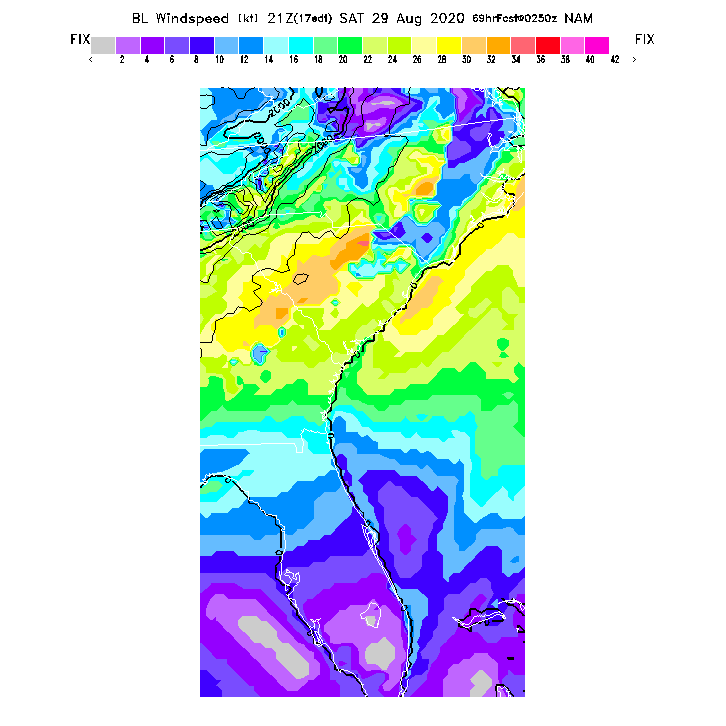 BL Windspeed [kt] 21Z(17edt) SAT 29 Aug 2020 69hrFcst@0250z NAM
FIX FIX
< 2 4 6 8 10 12 14 16 18 20 22 24 26 28 30 32 34 36 38 40 42 >
2000